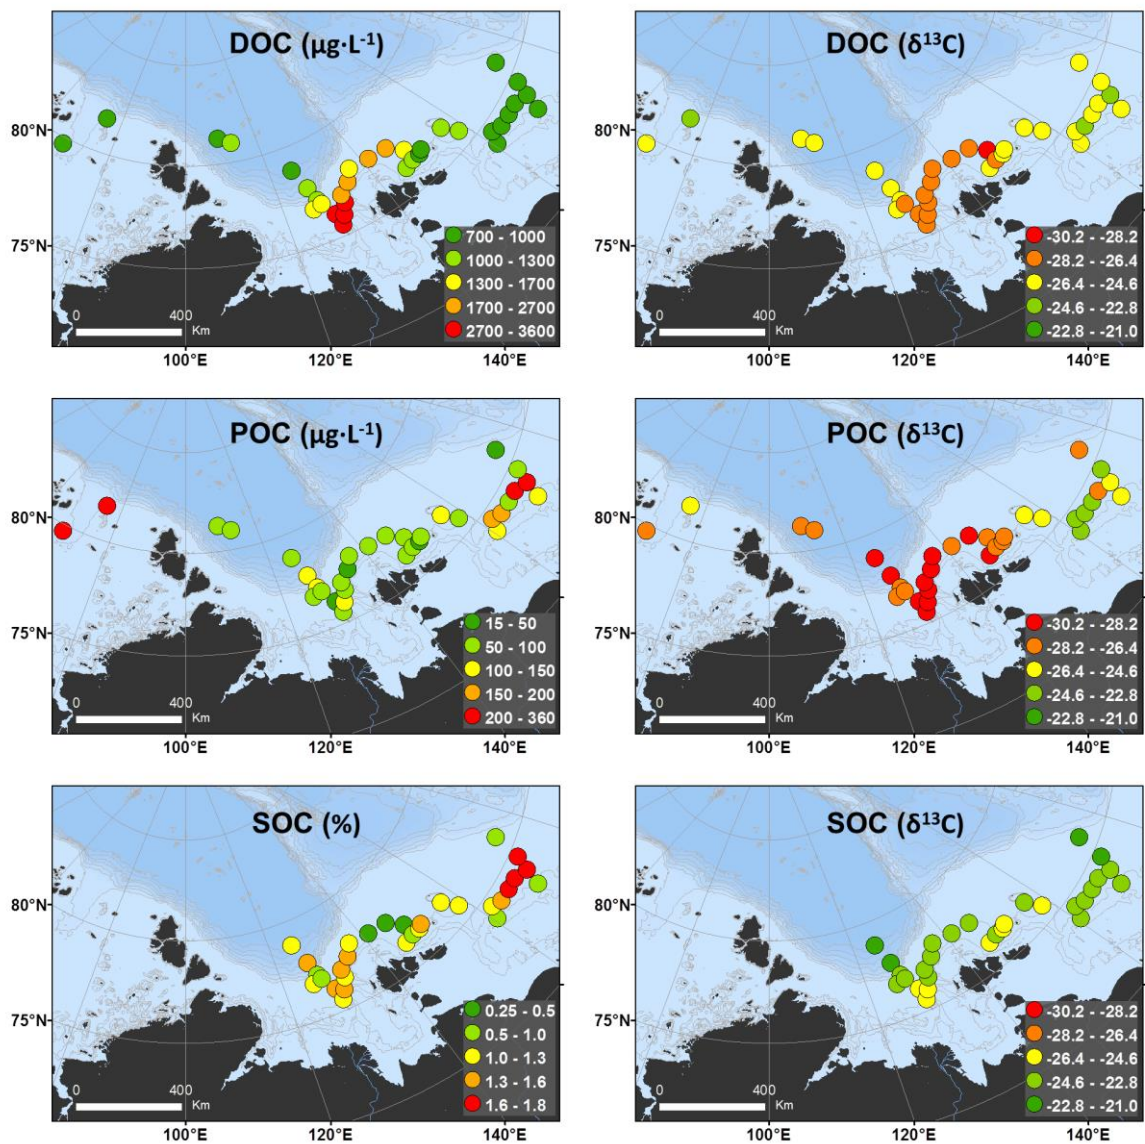 DOC (µg·L⁻¹)
80°N
75°N
700 - 1000
1000 - 1300
1300 - 1700
1700 - 2700
2700 - 3600
0 400
Km
100°E 120°E 140°E
DOC (δ¹³C)
-30.2 - -28.2
-28.2 - -26.4
-26.4 - -24.6
-24.6 - -22.8
-22.8 - -21.0
0 400
Km
100°E 120°E 140°E
POC (µg·L⁻¹)
80°N
75°N
15 - 50
50 - 100
100 - 150
150 - 200
200 - 360
0 400
Km
100°E 120°E 140°E
POC (δ¹³C)
-30.2 - -28.2
-28.2 - -26.4
-26.4 - -24.6
-24.6 - -22.8
-22.8 - -21.0
0 400
Km
100°E 120°E 140°E
SOC (%)
80°N
75°N
0.25 - 0.5
0.5 - 1.0
1.0 - 1.3
1.3 - 1.6
1.6 - 1.8
0 400
Km
100°E 120°E 140°E
SOC (δ¹³C)
-30.2 - -28.2
-28.2 - -26.4
-26.4 - -24.6
-24.6 - -22.8
-22.8 - -21.0
0 400
Km
100°E 120°E 140°E